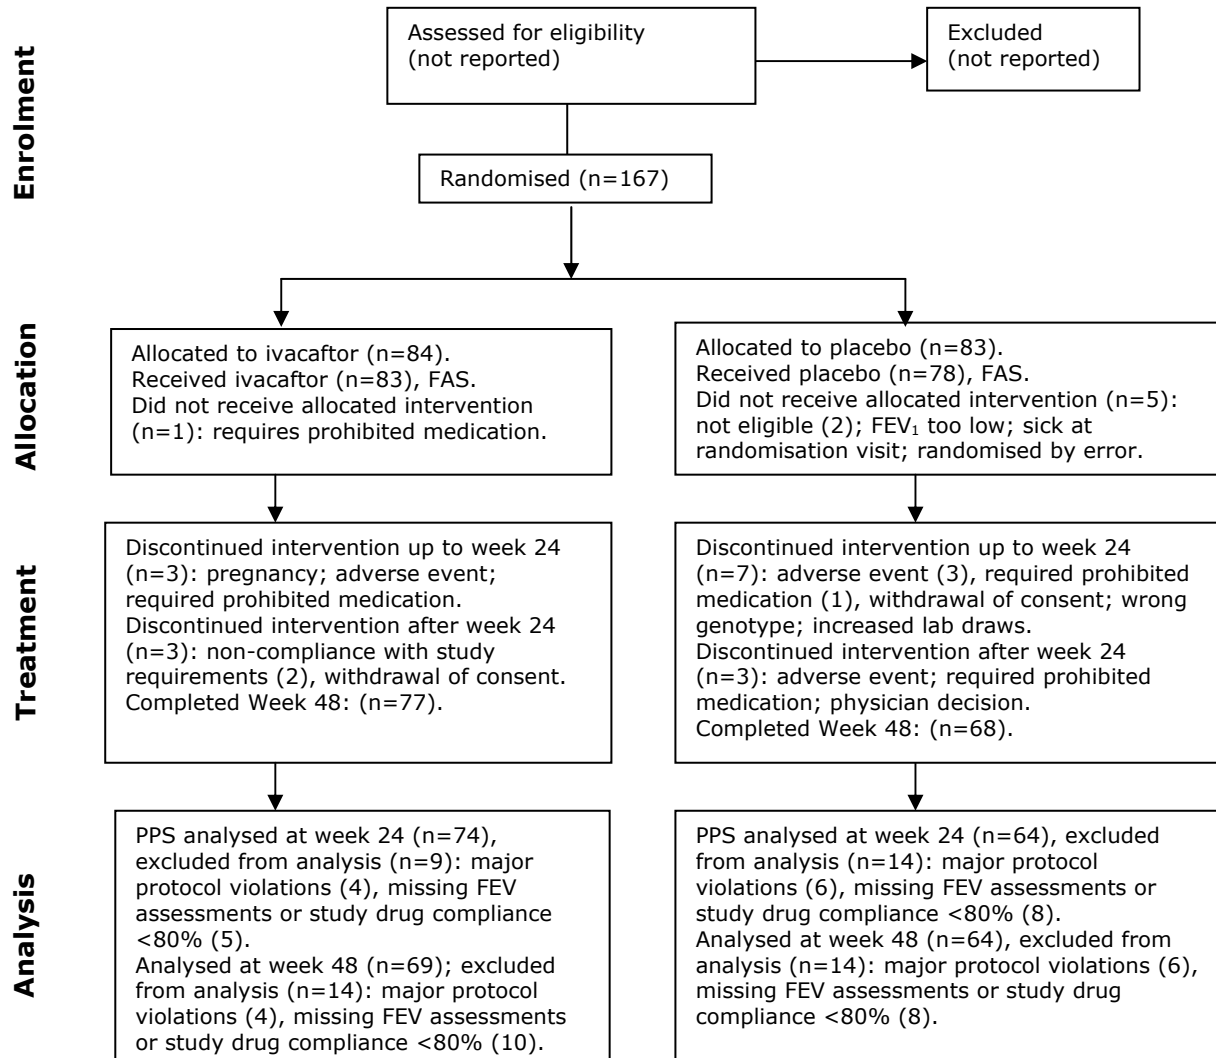 Enrolment
Assessed for eligibility
(not reported)
Excluded
(not reported)
Randomised (n=167)
Allocation
Allocated to ivacaftor (n=84).
Received ivacaftor (n=83), FAS.
Did not receive allocated intervention
(n=1): requires prohibited medication.
Allocated to placebo (n=83).
Received placebo (n=78), FAS.
Did not receive allocated intervention (n=5):
not eligible (2); FEV₁ too low; sick at
randomisation visit; randomised by error.
Treatment
Discontinued intervention up to week 24
(n=3): pregnancy; adverse event;
required prohibited medication.
Discontinued intervention after week 24
(n=3): non-compliance with study
requirements (2), withdrawal of consent.
Completed Week 48: (n=77).
Discontinued intervention up to week 24
(n=7): adverse event (3), required prohibited
medication (1), withdrawal of consent; wrong
genotype; increased lab draws.
Discontinued intervention after week 24
(n=3): adverse event; required prohibited
medication; physician decision.
Completed Week 48: (n=68).
Analysis
PPS analysed at week 24 (n=74),
excluded from analysis (n=9): major
protocol violations (4), missing FEV
assessments or study drug compliance
<80% (5).
Analysed at week 48 (n=69); excluded
from analysis (n=14): major protocol
violations (4), missing FEV assessments
or study drug compliance <80% (10).
PPS analysed at week 24 (n=64), excluded
from analysis (n=14): major protocol
violations (6), missing FEV assessments or
study drug compliance <80% (8).
Analysed at week 48 (n=64), excluded from
analysis (n=14): major protocol violations (6),
missing FEV assessments or study drug
compliance <80% (8).